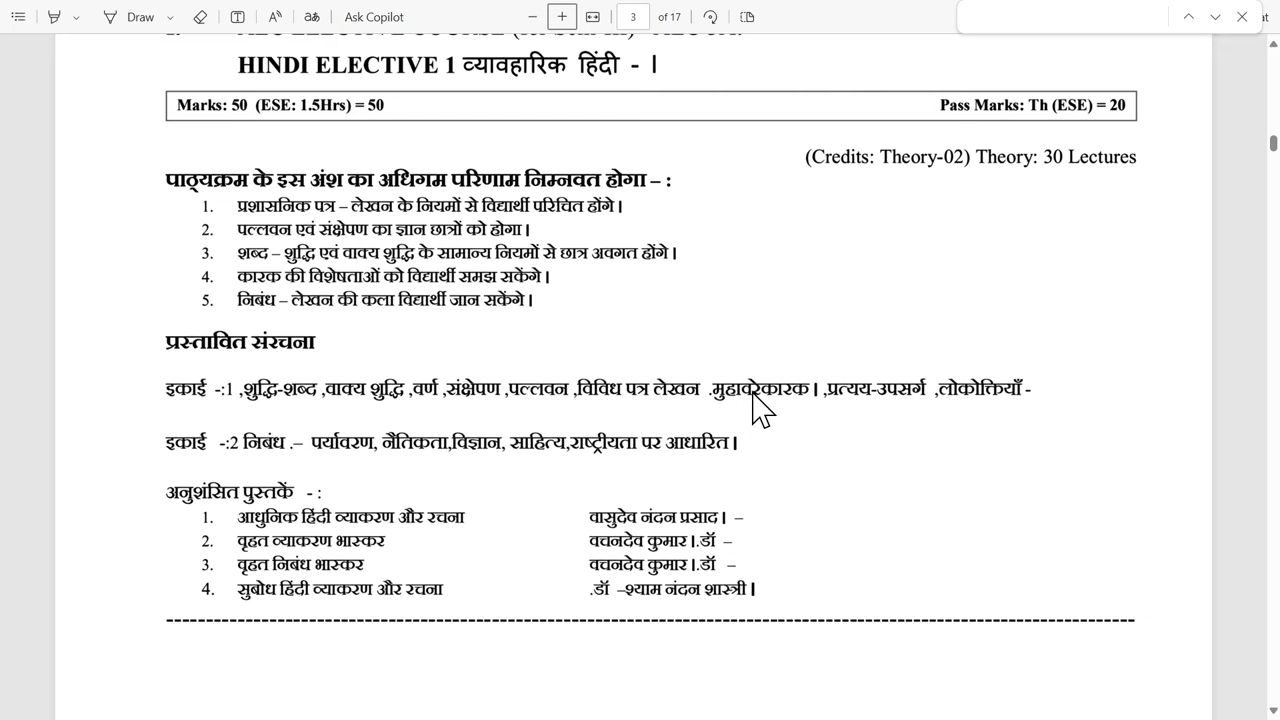 Draw
Ask Copilot
3 of 17
HINDI ELECTIVE 1 व्यावहारिक हिंदी - I
Marks: 50 (ESE: 1.5Hrs) = 50 Pass Marks: Th (ESE) = 20
(Credits: Theory-02) Theory: 30 Lectures
पाठ्यक्रम के इस अंश का अधिगम परिणाम निम्नवत होगा – :
1. प्रशासनिक पत्र – लेखन के नियमों से विद्यार्थी परिचित होंगे ।
2. पल्लवन एवं संक्षेपण का ज्ञान छात्रों को होगा ।
3. शब्द – शुद्धि एवं वाक्य शुद्धि के सामान्य नियमों से छात्र अवगत होंगे ।
4. कारक की विशेषताओं को विद्यार्थी समझ सकेंगे ।
5. निबंध – लेखन की कला विद्यार्थी जान सकेंगे ।
प्रस्तावित संरचना
इकाई -:1 ,शुद्धि-शब्द ,वाक्य शुद्धि ,वर्ण ,संक्षेपण ,पल्लवन ,विविध पत्र लेखन .मुहावरेकारक । ,प्रत्यय-उपसर्ग ,लोकोक्तियाँ -
इकाई -:2 निबंध .– पर्यावरण, नैतिकता,विज्ञान, साहित्य,राष्ट्रीयता पर आधारित ।
अनुशंसित पुस्तकें - :
1. आधुनिक हिंदी व्याकरण और रचना वासुदेव नंदन प्रसाद । –
2. वृहत व्याकरण भास्कर वचनदेव कुमार ।.डॉ –
3. वृहत निबंध भास्कर वचनदेव कुमार ।.डॉ –
4. सुबोध हिंदी व्याकरण और रचना .डॉ –श्याम नंदन शास्त्री ।